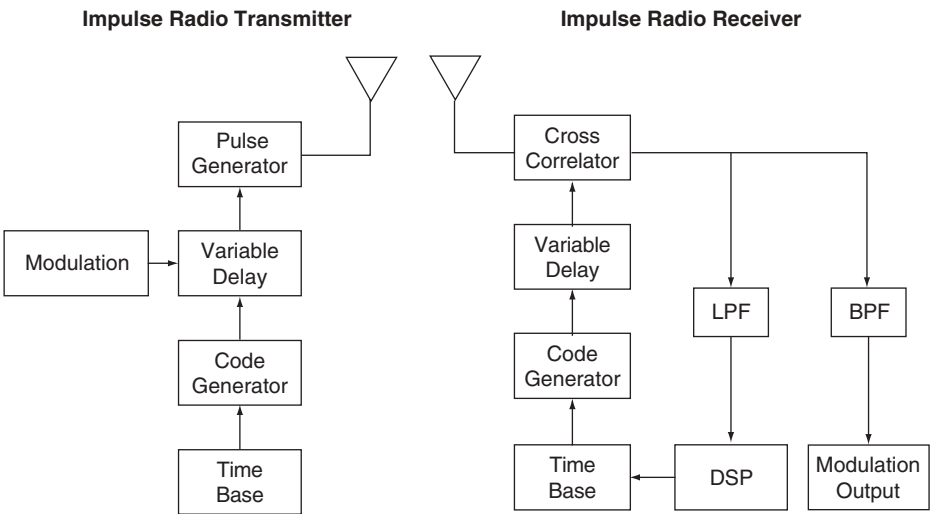 Impulse Radio Transmitter
Pulse
Generator
Modulation
Variable
Delay
Code
Generator
Time
Base
Impulse Radio Receiver
Cross
Correlator
Variable
Delay
LPF
BPF
Code
Generator
Time
Base
DSP
Modulation
Output